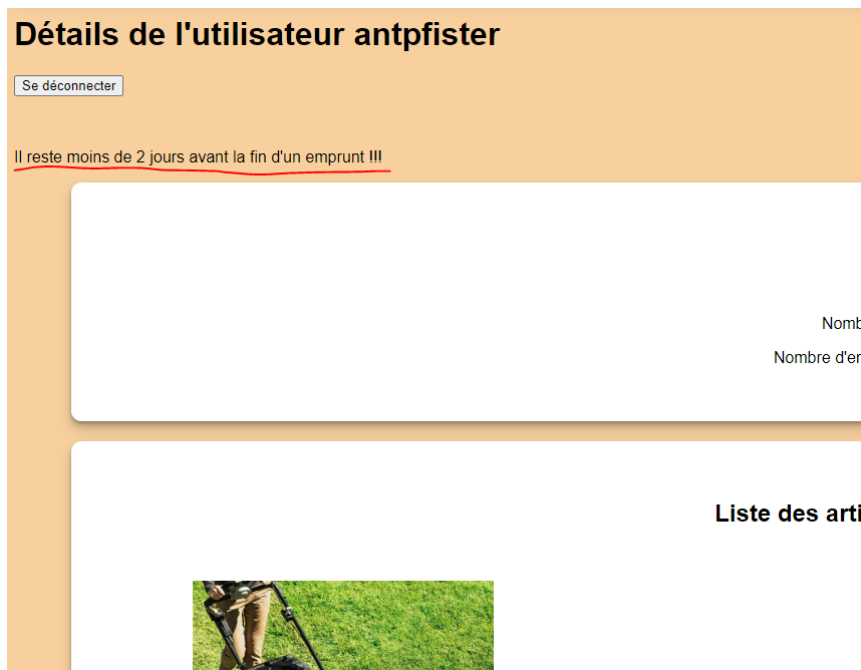 Détails de l'utilisateur antpfister
Se déconnecter
Il reste moins de 2 jours avant la fin d'un emprunt !!!
Nomb
Nombre d'er
Liste des arti